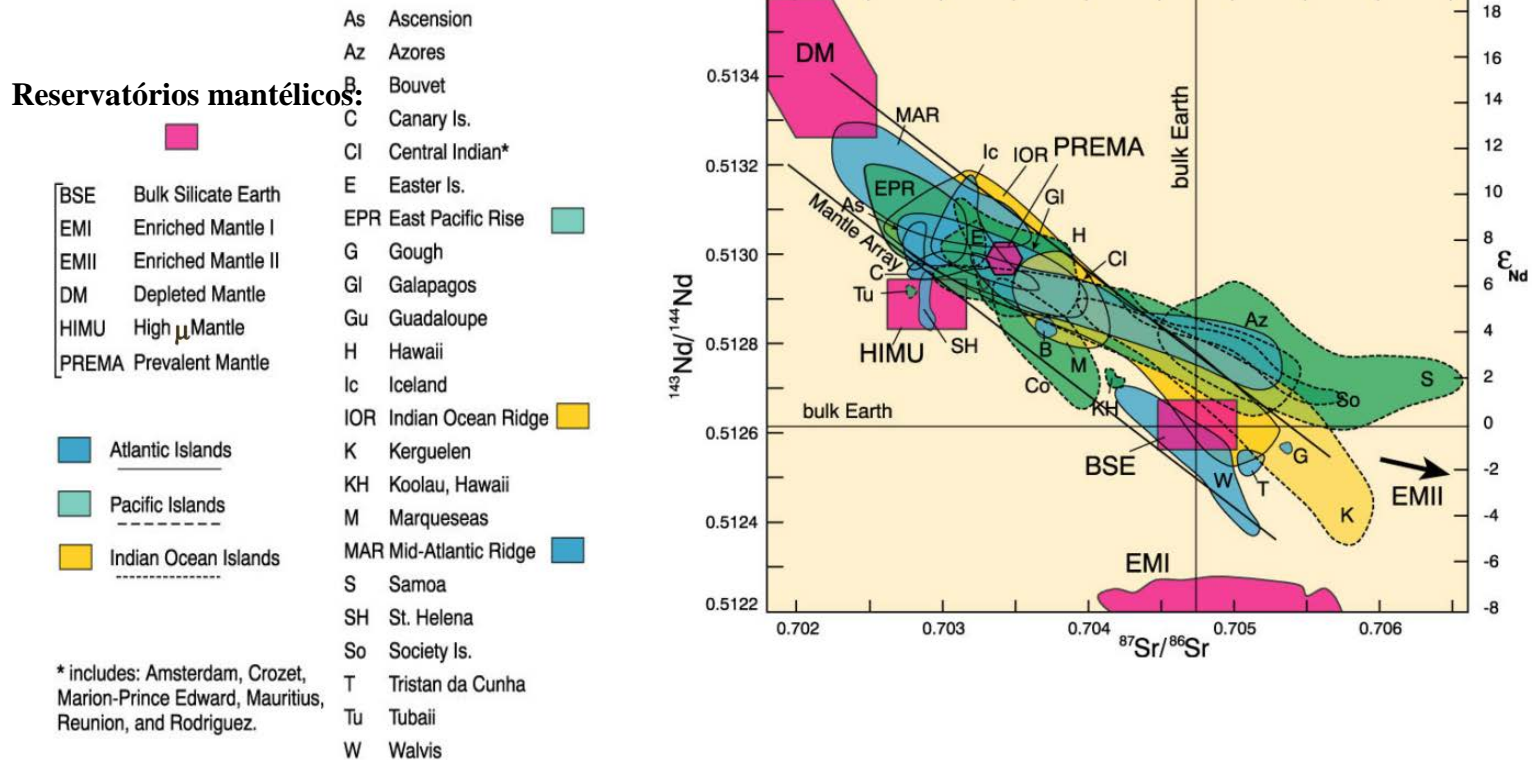 Reservatórios mantélicos:
BSE Bulk Silicate Earth
EMI Enriched Mantle I
EMII Enriched Mantle II
DM Depleted Mantle
HIMU High μ Mantle
PREMA Prevalent Mantle
Atlantic Islands
Pacific Islands
Indian Ocean Islands
* includes: Amsterdam, Crozet,
Marion-Prince Edward, Mauritius,
Reunion, and Rodriguez.
As Ascension
Az Azores
B Bouvet
C Canary Is.
CI Central Indian*
E Easter Is.
EPR East Pacific Rise
G Gough
Gl Galapagos
Gu Guadaloupe
H Hawaii
Ic Iceland
IOR Indian Ocean Ridge
K Kerguelen
KH Koolau, Hawaii
M Marqueseas
MAR Mid-Atlantic Ridge
S Samoa
SH St. Helena
So Society Is.
T Tristan da Cunha
Tu Tubaii
W Walvis
143Nd/144Nd
0.5134
0.5132
0.5130
0.5128
0.5126
0.5124
0.5122
DM
MAR
Ic
IOR
PREMA
Gl
EPR
As
E
H
CI
Mantle Array
C
Tu
HIMU
SH
B
M
Co
KH
Az
S
So
bulk Earth
bulk Earth
BSE
W
T
G
K
EMII
EMI
18
16
14
12
10
8
6
4
2
0
-2
-4
-6
-8
εNd
0.702
0.703
0.704
0.705
0.706
87Sr/86Sr